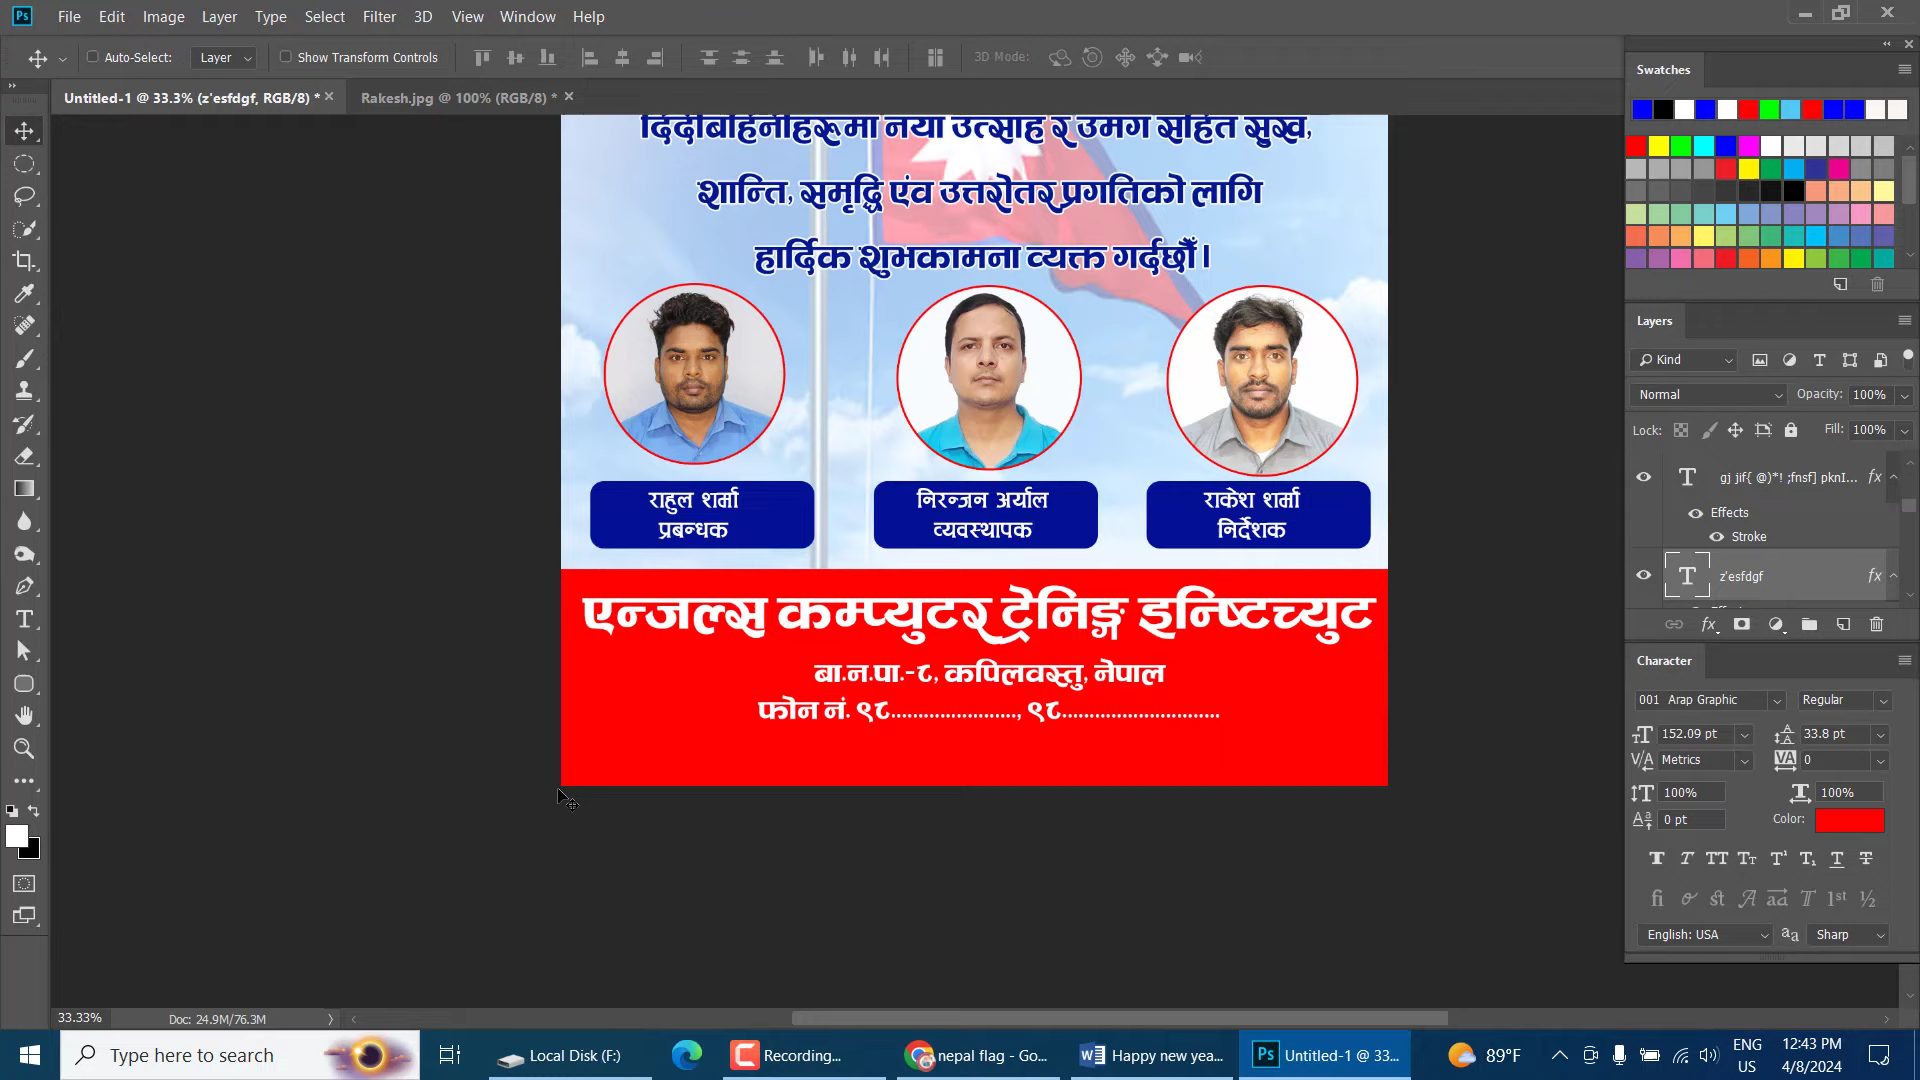 File Edit Image Layer Type Select Filter 3D View Window Help
Auto-Select: Layer Show Transform Controls 3D Mode:
Untitled-1 @ 33.3% (z'esfdgf, RGB/8) * Rakesh.jpg @ 100% (RGB/8) *
Swatches
दिदीबहिनीहरूमा नयाँ उत्साह र उमंग सहित सुख,
शान्ति, समृद्धि एंव उत्तरोतर प्रगतिको लागि
हार्दिक शुभकामना व्यक्त गर्दछौँ ।
राहुल शर्मा
प्रबन्धक
निरन्जन अर्याल
व्यवस्थापक
राकेश शर्मा
निर्देशक
एन्जल्स कम्प्युटर ट्रेनिङ्ग इन्ष्टिच्युट
बा.न.पा.-८, कपिलवस्तु, नेपाल
फोन नं. ९८......................., ९८.............................
Layers
Kind
Normal Opacity: 100%
Lock: Fill: 100%
gj jif{ @)*! ;fnsf] pknI... fx
Effects
Stroke
z'esfdgf fx
Character
001 Arap Graphic Regular
152.09 pt 33.8 pt
Metrics 0
100% 100%
0 pt Color:
English: USA Sharp
33.33% Doc: 24.9M/76.3M
Type here to search Local Disk (F:) Recording... nepal flag - Go... Happy new yea... Untitled-1 @ 33... 89°F ENG US 12:43 PM 4/8/2024